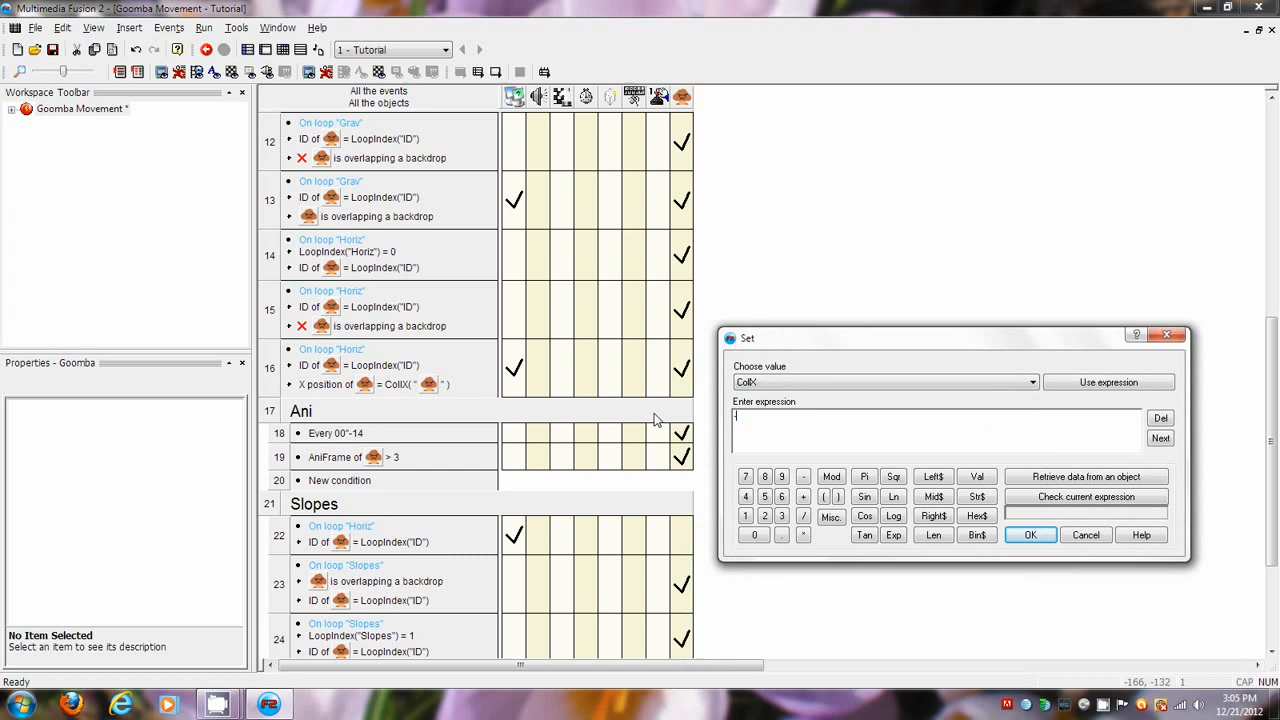 Multimedia Fusion 2 - [Goomba Movement - Tutorial]
File Edit View Insert Events Run Tools Window Help
1 - Tutorial
Workspace Toolbar
Goomba Movement *
Properties - Goomba
No Item Selected
Select an item to see its description
All the events
All the objects
12
On loop "Grav"
ID of = LoopIndex("ID")
is overlapping a backdrop
13
On loop "Grav"
ID of = LoopIndex("ID")
is overlapping a backdrop
14
On loop "Horiz"
LoopIndex("Horiz") = 0
ID of = LoopIndex("ID")
15
On loop "Horiz"
ID of = LoopIndex("ID")
is overlapping a backdrop
16
On loop "Horiz"
ID of = LoopIndex("ID")
X position of = CollX( " " )
17 Ani
18 Every 00"-14
19 AniFrame of > 3
20 New condition
21 Slopes
22
On loop "Horiz"
ID of = LoopIndex("ID")
23
On loop "Slopes"
is overlapping a backdrop
ID of = LoopIndex("ID")
24
On loop "Slopes"
LoopIndex("Slopes") = 1
ID of = LoopIndex("ID")
Set
Choose value
CollX
Use expression
Enter expression
-
Del
Next
7 8 9 - Mod Pi Sqr Left$ Val Retrieve data from an object
4 5 6 + ( ) Sin Ln Mid$ Str$ Check current expression
1 2 3 / Misc. Cos Log Right$ Hex$
0 . * Tan Exp Len Bin$ OK Cancel Help
Ready
-166, -132 1 CAP NUM
3:05 PM
12/21/2012